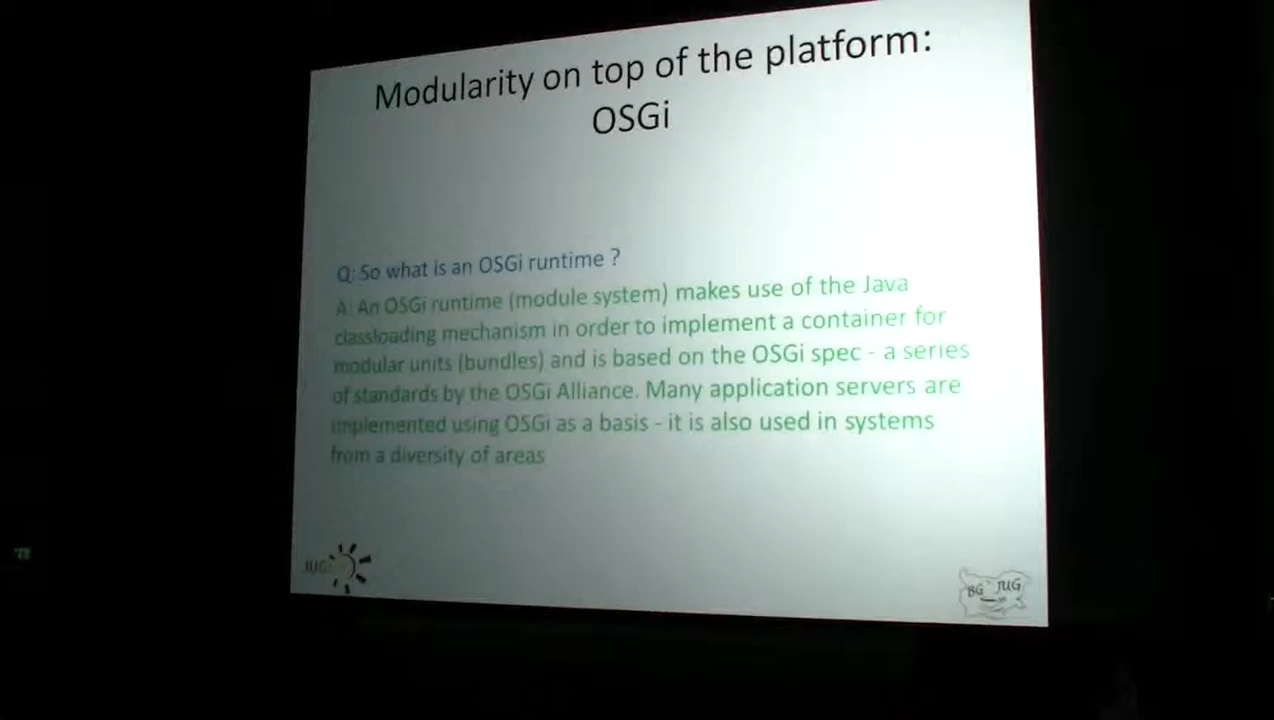 Modularity on top of the platform:
OSGi
Q: So what is an OSGi runtime ?
A: An OSGi runtime (module system) makes use of the Java
classloading mechanism in order to implement a container for
modular units (bundles) and is based on the OSGi spec - a series
of standards by the OSGi Alliance. Many application servers are
implemented using OSGi as a basis - it is also used in systems
from a diversity of areas
JUG
BG JUG